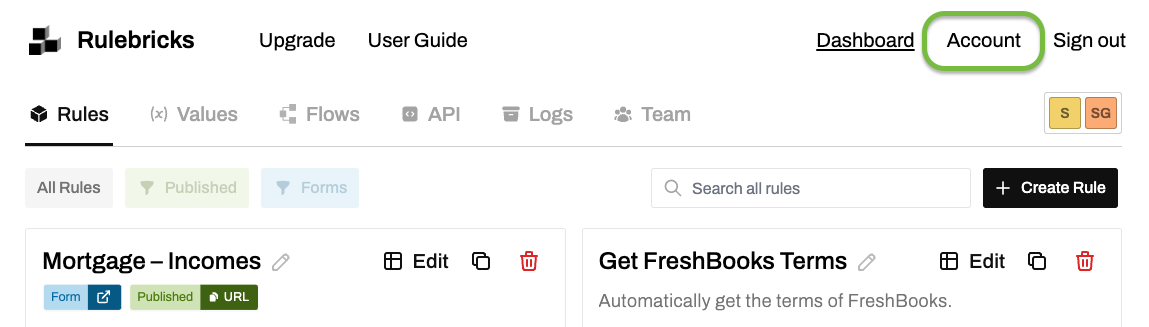 Rulebricks Upgrade User Guide Dashboard Account Sign out
Rules (x) Values Flows API Logs Team S SG
All Rules Published Forms Search all rules + Create Rule
Mortgage – Incomes Edit Get FreshBooks Terms Edit
Form Published URL Automatically get the terms of FreshBooks.